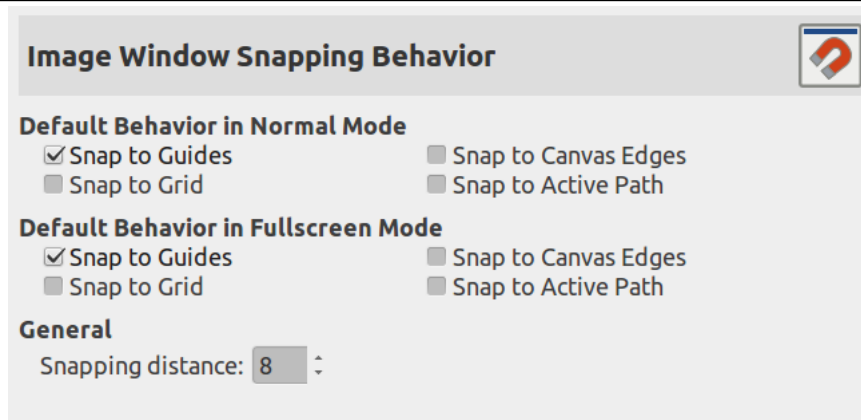 Image Window Snapping Behavior
Default Behavior in Normal Mode
Snap to Guides Snap to Canvas Edges
Snap to Grid Snap to Active Path
Default Behavior in Fullscreen Mode
Snap to Guides Snap to Canvas Edges
Snap to Grid Snap to Active Path
General
Snapping distance: 8